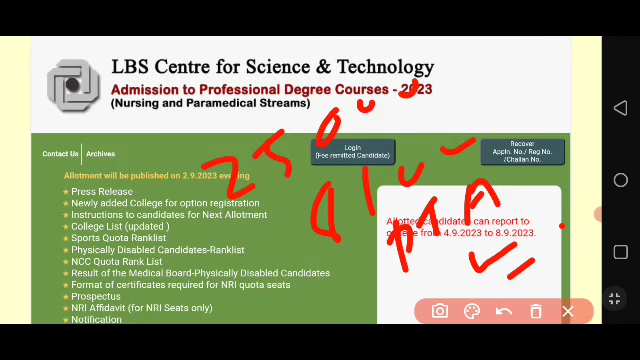 LBS Centre for Science & Technology
Admission to Professional Degree Courses - 2023
(Nursing and Paramedical Streams)
Contact Us
Archives
Login
(Fee remitted Candidate)
Recover
Appln. No./ Reg No.
/Challan No.
Allotment will be published on 2.9.2023 evening
Press Release
Newly added College for option registration
Instructions to candidates for Next Allotment
College List (updated )
Sports Quota Ranklist
Physically Disabled Candidates-Ranklist
NCC Quota Rank List
Result of the Medical Board-Physically Disabled Candidates
Format of certificates required for NRI quota seats
Prospectus
NRI Affidavit (for NRI Seats only)
Notification
Allotted candidates can report to
college from 4.9.2023 to 8.9.2023.
PTA